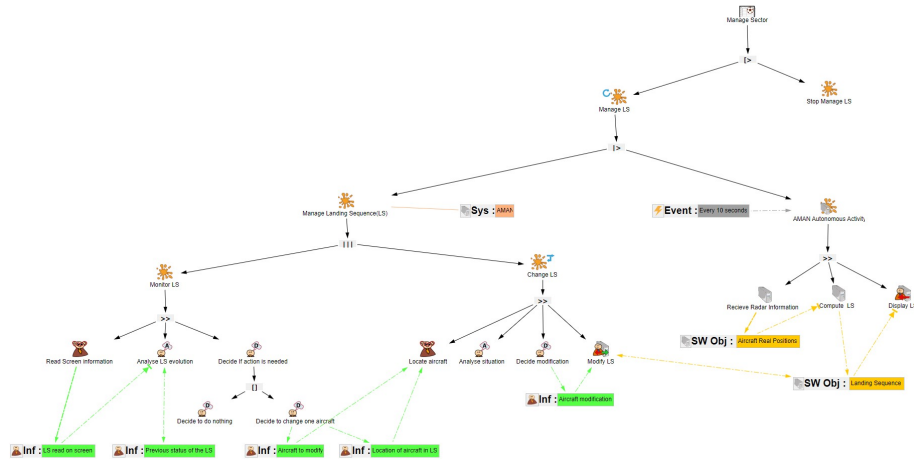 Manage Sector
[>
Manage LS
Stop Manage LS
|>
Manage Landing Sequence(LS)
Sys : AMAN
Event : Every 10 seconds
AMAN Autonomous Activity
|||
>>
Monitor LS
Change LS
>>
>>
Recieve Radar Information
Compute LS
Display LS
Read Screen information
Analyse LS evolution
Decide If action is needed
Locate aircraft
Analyse situation
Decide modification
Modify LS
SW Obj : Aircraft Real Positions
[]
SW Obj : Landing Sequence
Inf : Aircraft modification
Decide to do nothing
Decide to change one aircraft
Inf : LS read on screen
Inf : Previous status of the LS
Inf : Aircraft to modify
Inf : Location of aircraft in LS